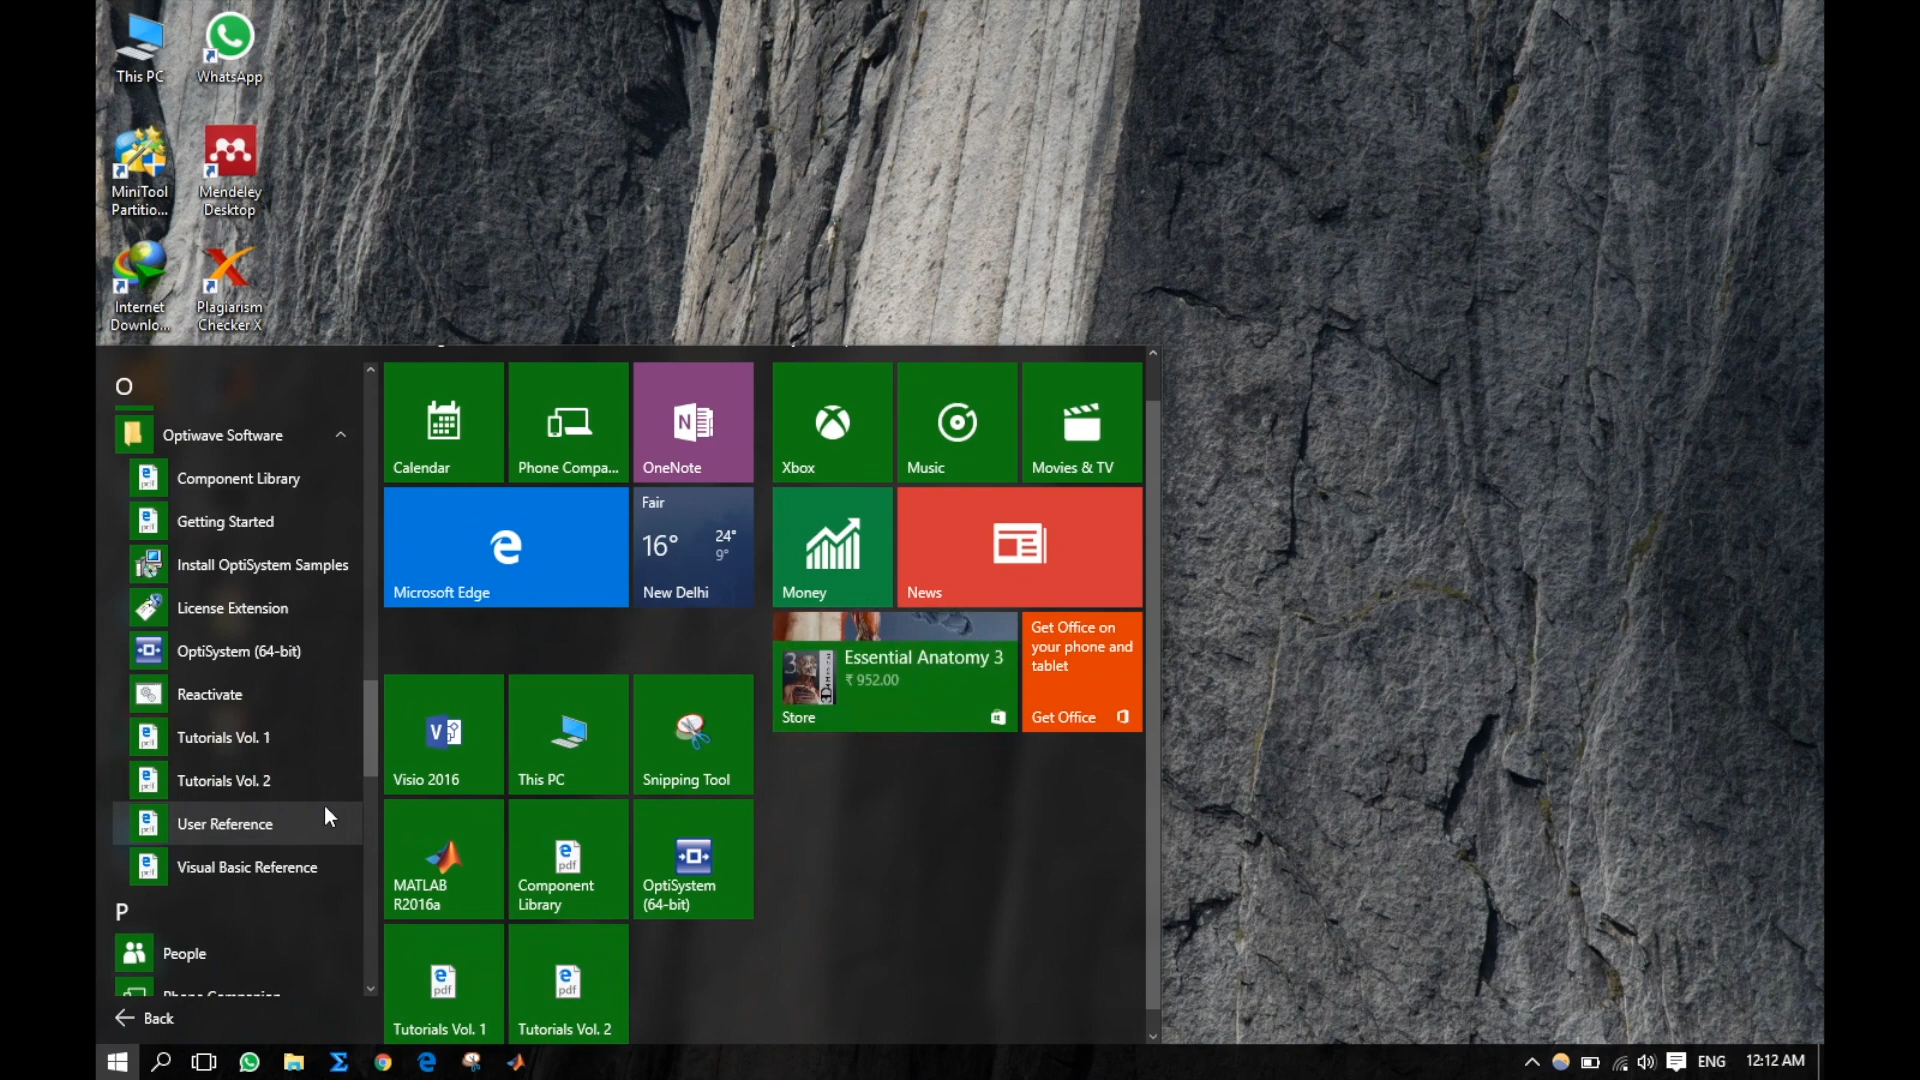 This PC
WhatsApp
MiniTool
Partitio...
Mendeley
Desktop
Internet
Downlo...
Plagiarism
Checker X
O
Optiwave Software
Component Library
Getting Started
Install OptiSystem Samples
License Extension
OptiSystem (64-bit)
Reactivate
Tutorials Vol. 1
Tutorials Vol. 2
User Reference
Visual Basic Reference
P
People
Phone Companion
Back
Calendar
Phone Compa...
OneNote
Microsoft Edge
Fair
16°
24°
9°
New Delhi
Xbox
Music
Movies & TV
Money
News
Essential Anatomy 3
₹ 952.00
Store
Get Office on
your phone and
tablet
Get Office
Visio 2016
This PC
Snipping Tool
MATLAB
R2016a
pdf
Component
Library
OptiSystem
(64-bit)
pdf
Tutorials Vol. 1
pdf
Tutorials Vol. 2
ENG
12:12 AM